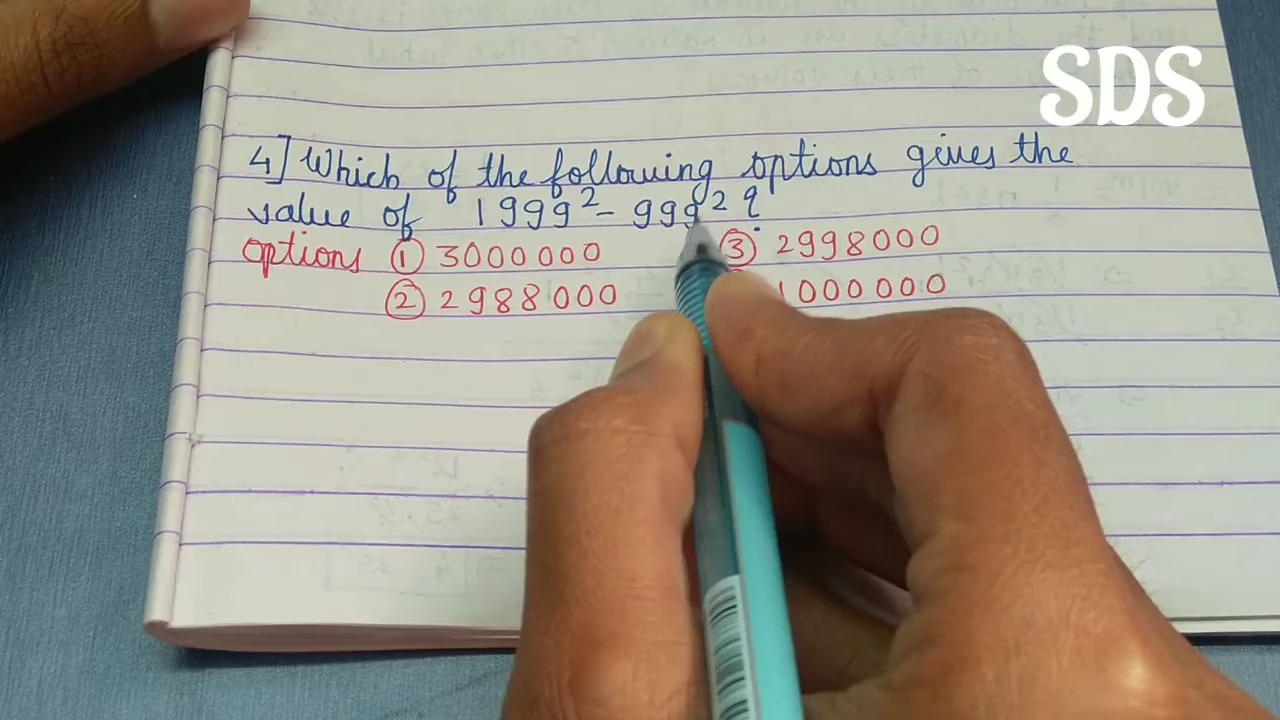 SDS
4] Which of the following options gives the
value of 1999² - 999² ?
options ① 3000000 ③ 2998000
② 2988000 1000000